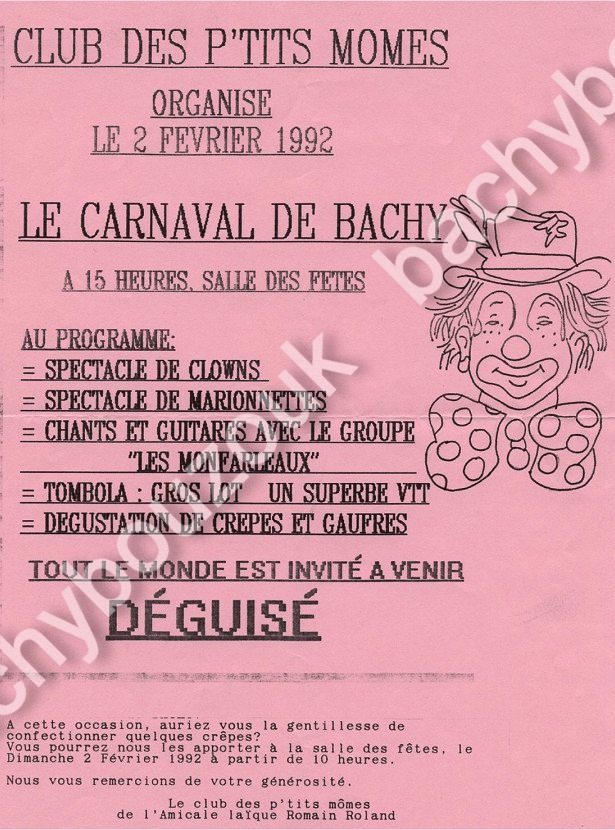 CLUB DES P'TITS MOMES
ORGANISE
LE 2 FEVRIER 1992
LE CARNAVAL DE BACHY
A 15 HEURES, SALLE DES FETES
AU PROGRAMME:
= SPECTACLE DE CLOWNS
= SPECTACLE DE MARIONNETTES
= CHANTS ET GUITARES AVEC LE GROUPE
"LES MONFARLEAUX"
= TOMBOLA : GROS LOT UN SUPERBE VTT
= DEGUSTATION DE CREPES ET GAUFRES
TOUT LE MONDE EST INVITÉ A VENIR
DÉGUISÉ
A cette occasion, auriez vous la gentillesse de
confectionner quelques crêpes?
Vous pourrez nous les apporter à la salle des fêtes, le
Dimanche 2 Février 1992 à partir de 10 heures.
Nous vous remercions de votre générosité.
Le club des p'tits mômes
de l'Amicale laïque Romain Roland
bachybouzouk
bachybo